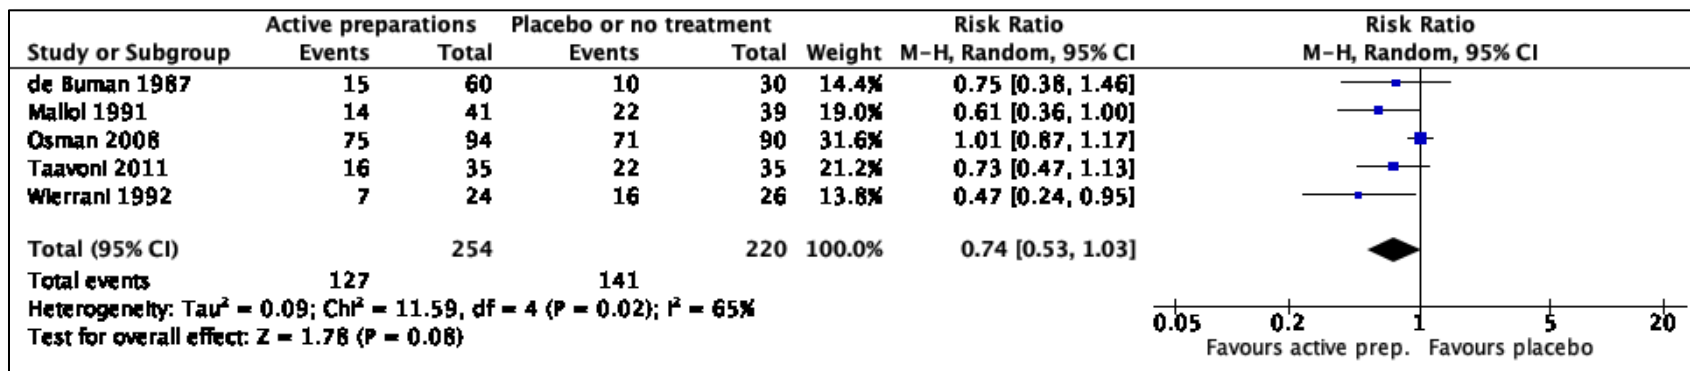 Active preparations Placebo or no treatment Risk Ratio Risk Ratio
Study or Subgroup Events Total Events Total Weight M-H, Random, 95% CI M-H, Random, 95% CI
de Buman 1987 15 60 10 30 14.4% 0.75 [0.38, 1.46]
Mallol 1991 14 41 22 39 19.0% 0.61 [0.36, 1.00]
Osman 2008 75 94 71 90 31.6% 1.01 [0.87, 1.17]
Taavoni 2011 16 35 22 35 21.2% 0.73 [0.47, 1.13]
Wierrani 1992 7 24 16 26 13.8% 0.47 [0.24, 0.95]
Total (95% CI) 254 220 100.0% 0.74 [0.53, 1.03]
Total events 127 141
Heterogeneity: Tau² = 0.09; Chi² = 11.59, df = 4 (P = 0.02); I² = 65%
Test for overall effect: Z = 1.78 (P = 0.08)
0.05 0.2 1 5 20
Favours active prep. Favours placebo